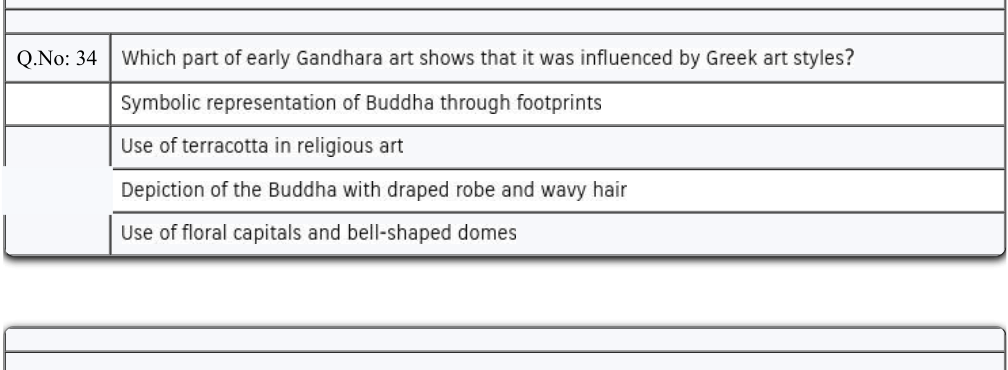 Q.No: 34 Which part of early Gandhara art shows that it was influenced by Greek art styles?
Symbolic representation of Buddha through footprints
Use of terracotta in religious art
Depiction of the Buddha with draped robe and wavy hair
Use of floral capitals and bell-shaped domes